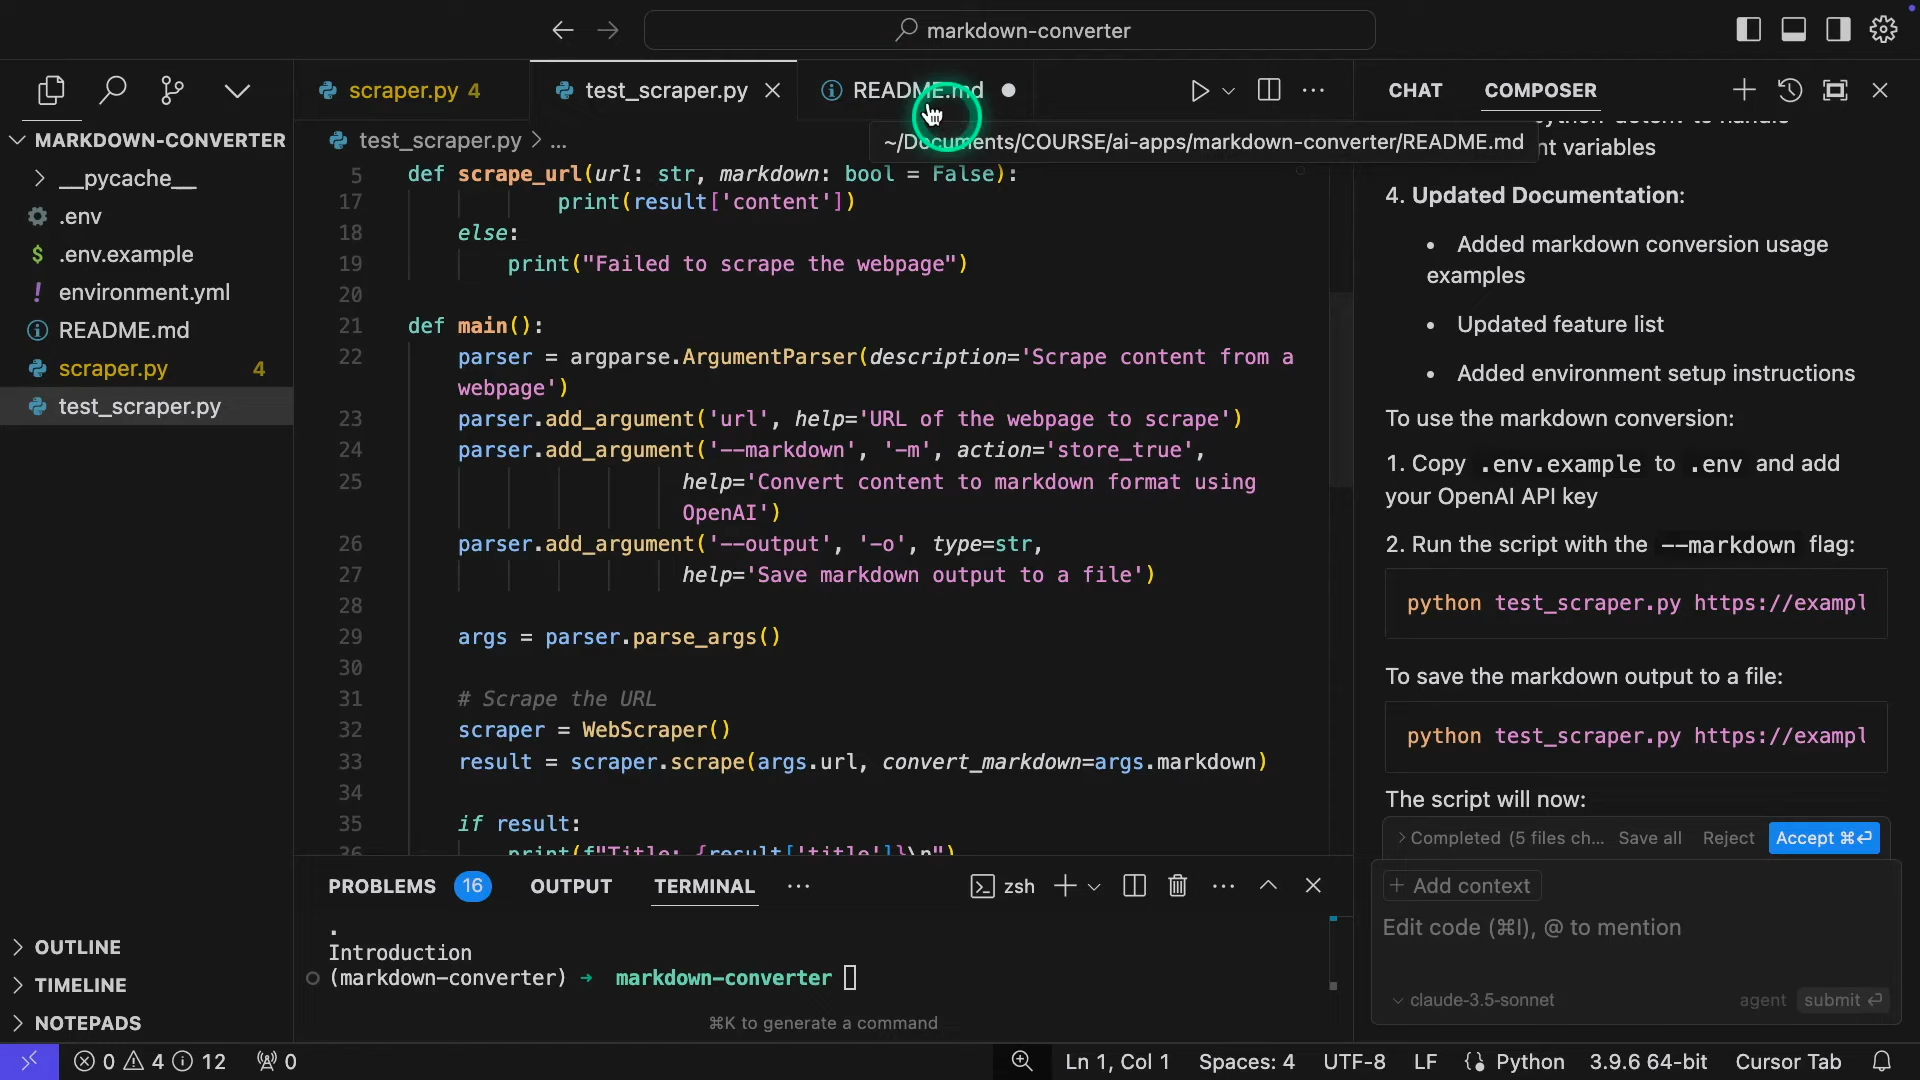 markdown-converter
scraper.py 4
test_scraper.py
README.md
CHAT
COMPOSER
MARKDOWN-CONVERTER
__pycache__
.env
$ .env.example
! environment.yml
README.md
scraper.py 4
test_scraper.py
OUTLINE
TIMELINE
NOTEPADS
test_scraper.py > ...
~/Documents/COURSE/ai-apps/markdown-converter/README.md
5 def scrape_url(url: str, markdown: bool = False):
17 print(result['content'])
18 else:
19 print("Failed to scrape the webpage")
20
21 def main():
22 parser = argparse.ArgumentParser(description='Scrape content from a
webpage')
23 parser.add_argument('url', help='URL of the webpage to scrape')
24 parser.add_argument('--markdown', '-m', action='store_true',
25 help='Convert content to markdown format using
OpenAI')
26 parser.add_argument('--output', '-o', type=str,
27 help='Save markdown output to a file')
28
29 args = parser.parse_args()
30
31 # Scrape the URL
32 scraper = WebScraper()
33 result = scraper.scrape(args.url, convert_markdown=args.markdown)
34
35 if result:
36 print(f"Title: {result['title']}\n")
PROBLEMS 16
OUTPUT
TERMINAL
zsh
.
Introduction
(markdown-converter) → markdown-converter
⌘K to generate a command
nt variables
4. Updated Documentation:
• Added markdown conversion usage
examples
• Updated feature list
• Added environment setup instructions
To use the markdown conversion:
1. Copy .env.example to .env and add
your OpenAI API key
2. Run the script with the --markdown flag:
python test_scraper.py https://exampl
To save the markdown output to a file:
python test_scraper.py https://exampl
The script will now:
> Completed (5 files ch... Save all Reject Accept ⌘⏎
+ Add context
Edit code (⌘I), @ to mention
claude-3.5-sonnet
agent submit ⏎
0 4 12 0
Ln 1, Col 1 Spaces: 4 UTF-8 LF Python 3.9.6 64-bit Cursor Tab